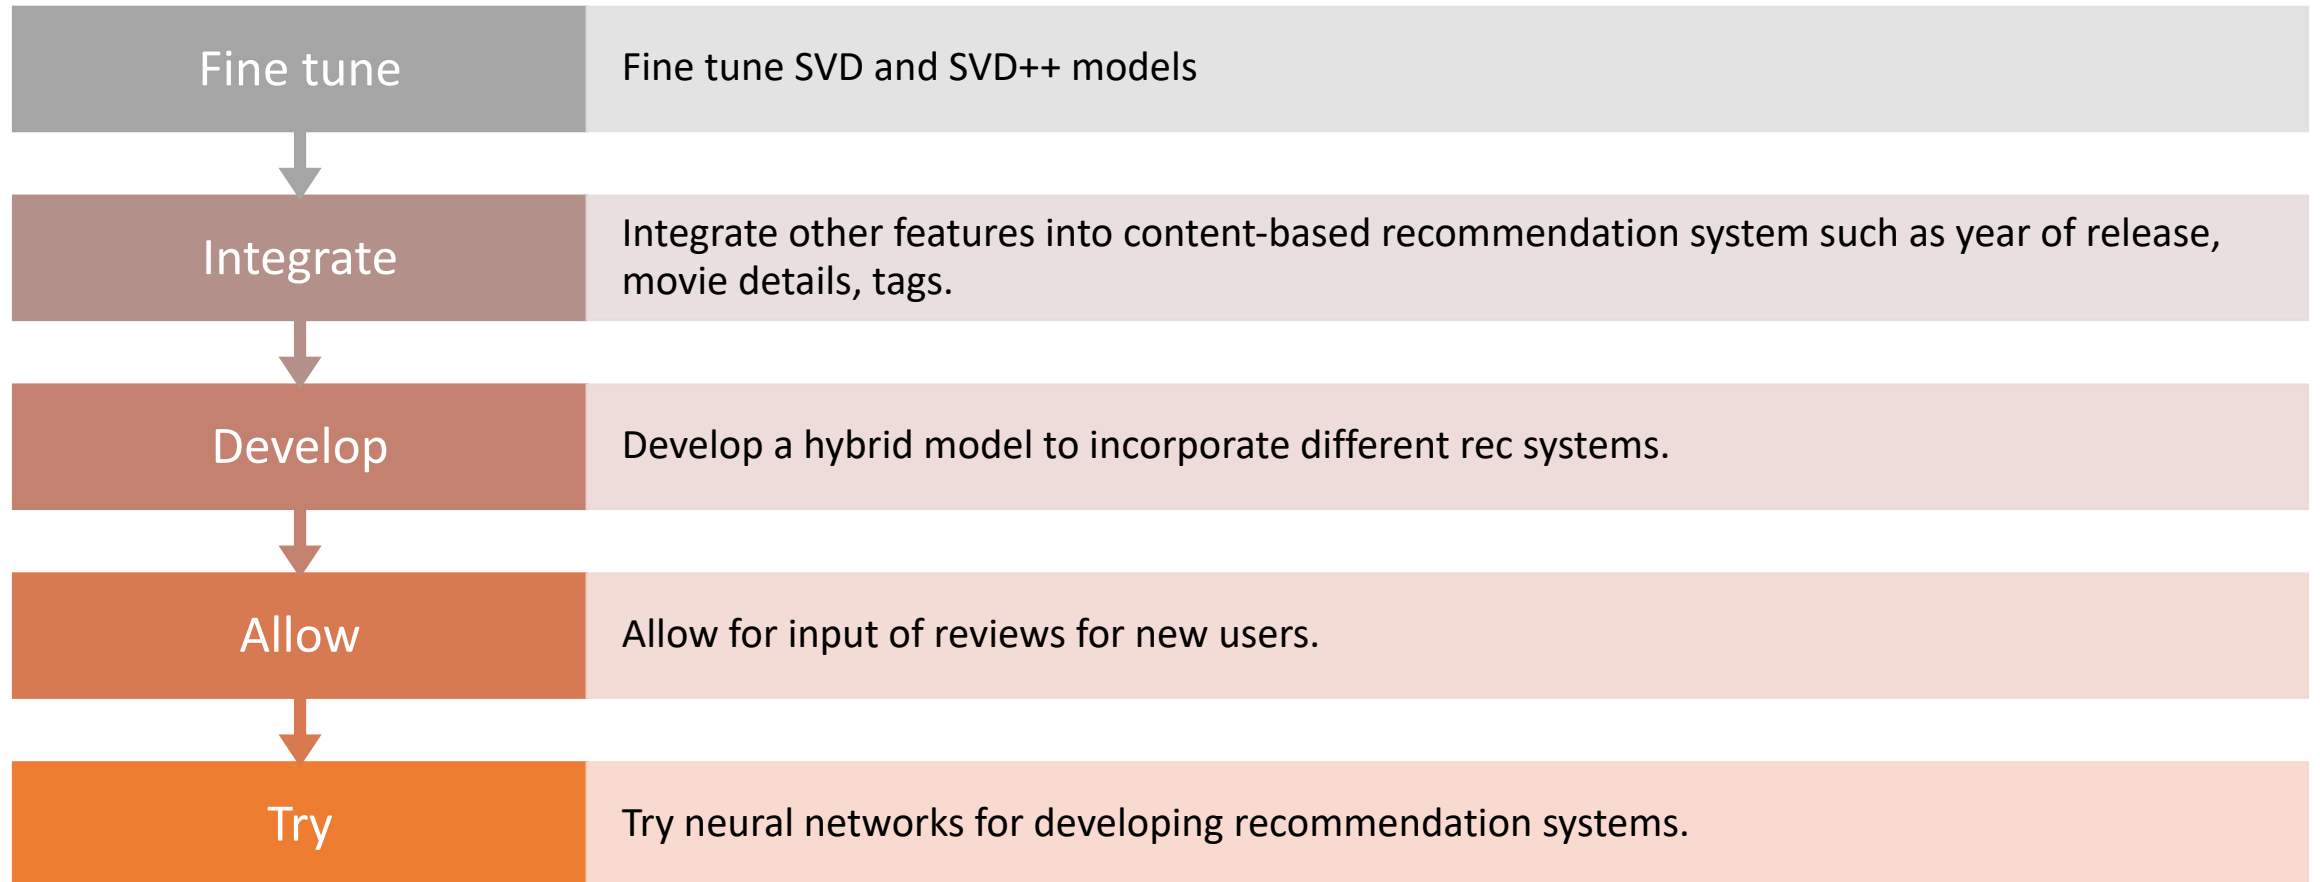 Fine tune
Fine tune SVD and SVD++ models
Integrate
Integrate other features into content-based recommendation system such as year of release,
movie details, tags.
Develop
Develop a hybrid model to incorporate different rec systems.
Allow
Allow for input of reviews for new users.
Try
Try neural networks for developing recommendation systems.